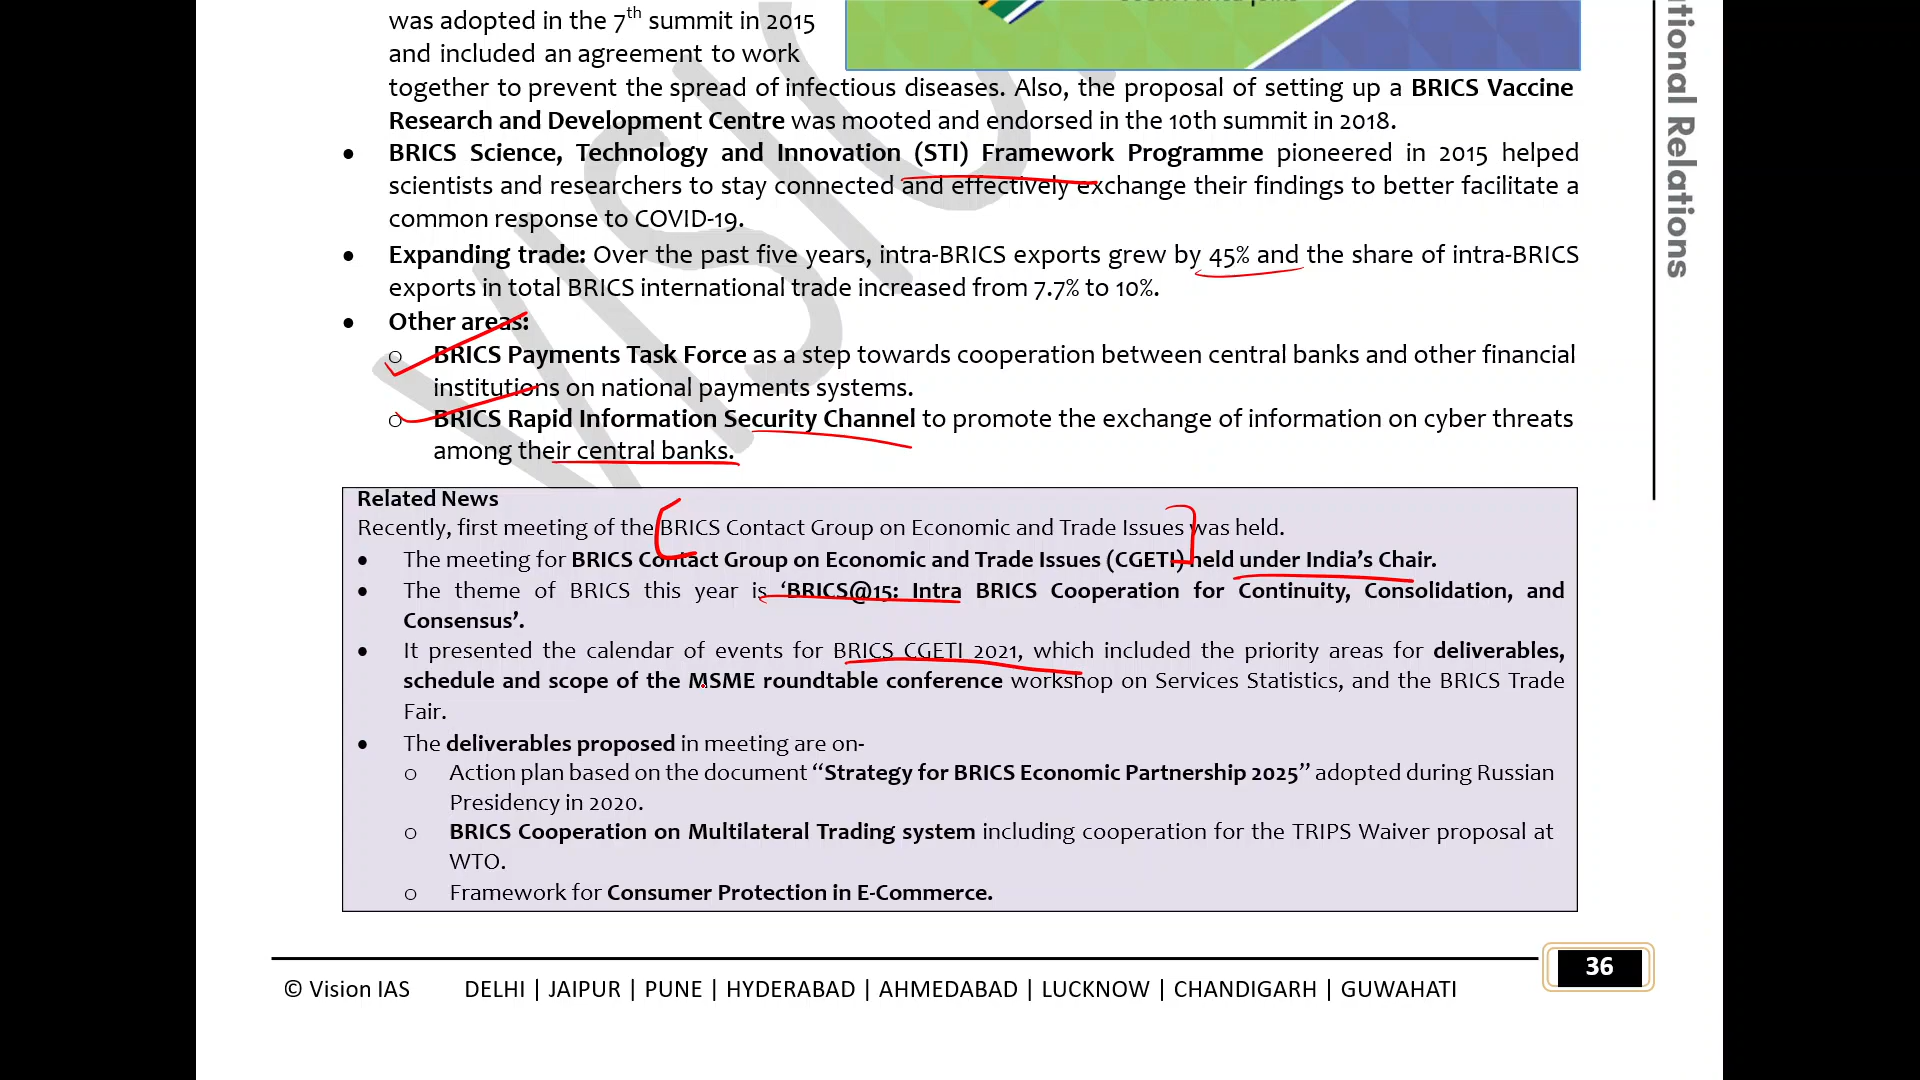 was adopted in the 7th summit in 2015
and included an agreement to work
together to prevent the spread of infectious diseases. Also, the proposal of setting up a BRICS Vaccine
Research and Development Centre was mooted and endorsed in the 10th summit in 2018.
• BRICS Science, Technology and Innovation (STI) Framework Programme pioneered in 2015 helped
scientists and researchers to stay connected and effectively exchange their findings to better facilitate a
common response to COVID-19.
• Expanding trade: Over the past five years, intra-BRICS exports grew by 45% and the share of intra-BRICS
exports in total BRICS international trade increased from 7.7% to 10%.
• Other areas:
o BRICS Payments Task Force as a step towards cooperation between central banks and other financial
institutions on national payments systems.
o BRICS Rapid Information Security Channel to promote the exchange of information on cyber threats
among their central banks.
Related News
Recently, first meeting of the BRICS Contact Group on Economic and Trade Issues was held.
• The meeting for BRICS Contact Group on Economic and Trade Issues (CGETI) held under India's Chair.
• The theme of BRICS this year is 'BRICS@15: Intra BRICS Cooperation for Continuity, Consolidation, and
Consensus'.
• It presented the calendar of events for BRICS CGETI 2021, which included the priority areas for deliverables,
schedule and scope of the MSME roundtable conference workshop on Services Statistics, and the BRICS Trade
Fair.
• The deliverables proposed in meeting are on-
o Action plan based on the document “Strategy for BRICS Economic Partnership 2025” adopted during Russian
Presidency in 2020.
o BRICS Cooperation on Multilateral Trading system including cooperation for the TRIPS Waiver proposal at
WTO.
o Framework for Consumer Protection in E-Commerce.
36
© Vision IAS DELHI | JAIPUR | PUNE | HYDERABAD | AHMEDABAD | LUCKNOW | CHANDIGARH | GUWAHATI
Relations